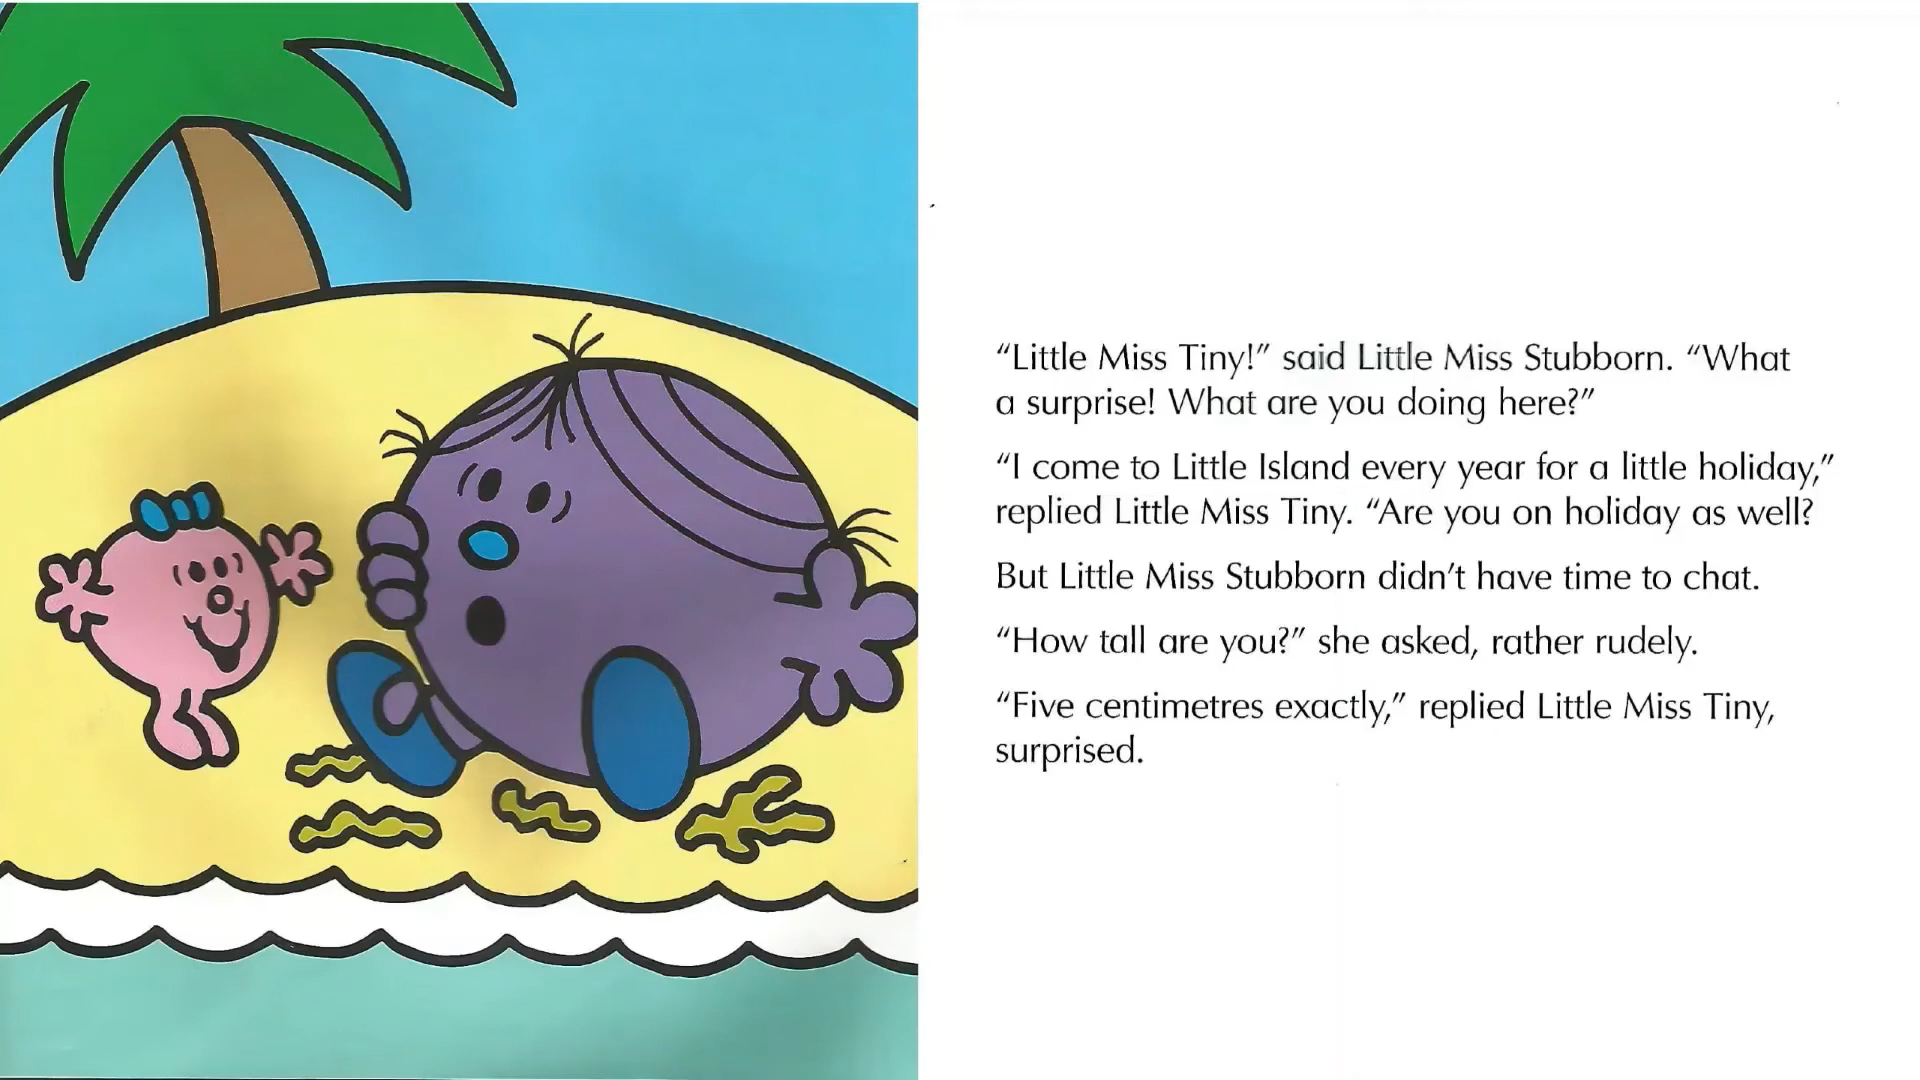 “Little Miss Tiny!” said Little Miss Stubborn. “What
a surprise! What are you doing here?”
“I come to Little Island every year for a little holiday,”
replied Little Miss Tiny. “Are you on holiday as well?
But Little Miss Stubborn didn’t have time to chat.
“How tall are you?” she asked, rather rudely.
“Five centimetres exactly,” replied Little Miss Tiny,
surprised.